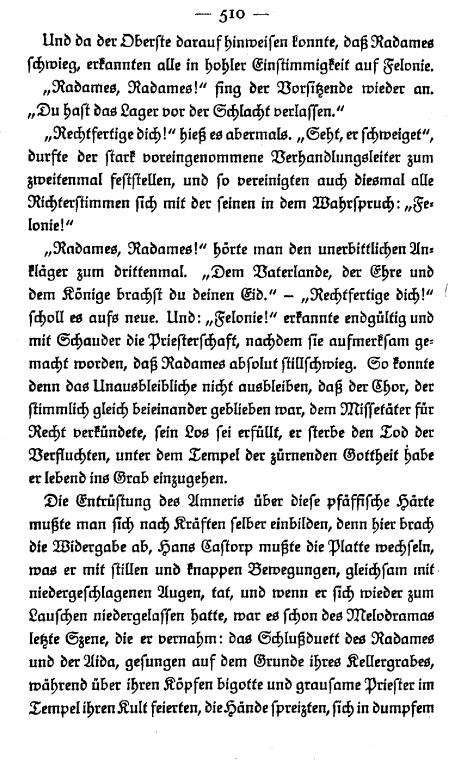 — 510 —
Und da der Oberste darauf hinweisen konnte, daß Radames
schwieg, erkannten alle in hohler Einstimmigkeit auf Felonie.
„Radames, Radames!“ fing der Vorsitzende wieder an.
„Du hast das Lager vor der Schlacht verlassen.“
„Rechtfertige dich!“ hieß es abermals. „Seht, er schweiget“,
durfte der stark voreingenommene Verhandlungsleiter zum
zweitenmal feststellen, und so vereinigten auch diesmal alle
Richterstimmen sich mit der seinen in dem Wahrspruch: „Fe-
lonie!“
„Radames, Radames!“ hörte man den unerbittlichen An-
kläger zum drittenmal. „Dem Vaterlande, der Ehre und
dem Könige brachst du deinen Eid.“ — „Rechtfertige dich!“
scholl es aufs neue. Und: „Felonie!“ erkannte endgültig und
mit Schauder die Priesterschaft, nachdem sie aufmerksam ge-
macht worden, daß Radames absolut stillschwieg. So konnte
denn das Unausbleibliche nicht ausbleiben, daß der Chor, der
stimmlich gleich beieinander geblieben war, dem Missetäter für
Recht verkündete, sein Los sei erfüllt, er sterbe den Tod der
Verfluchten, unter dem Tempel der zürnenden Gottheit habe
er lebend ins Grab einzugehen.
Die Entrüstung des Amneris über diese pfäffische Härte
mußte man sich nach Kräften selber einbilden, denn hier brach
die Widergabe ab, Hans Castorp mußte die Platte wechseln,
was er mit stillen und knappen Bewegungen, gleichsam mit
niedergeschlagenen Augen, tat, und wenn er sich wieder zum
Lauschen niedergelassen hatte, war es schon des Melodramas
letzte Szene, die er vernahm: das Schlußduett des Radames
und der Aida, gesungen auf dem Grunde ihres Kellergrabes,
während über ihren Köpfen bigotte und grausame Priester im
Tempel ihren Kult feierten, die Hände spreizten, sich in dumpfem